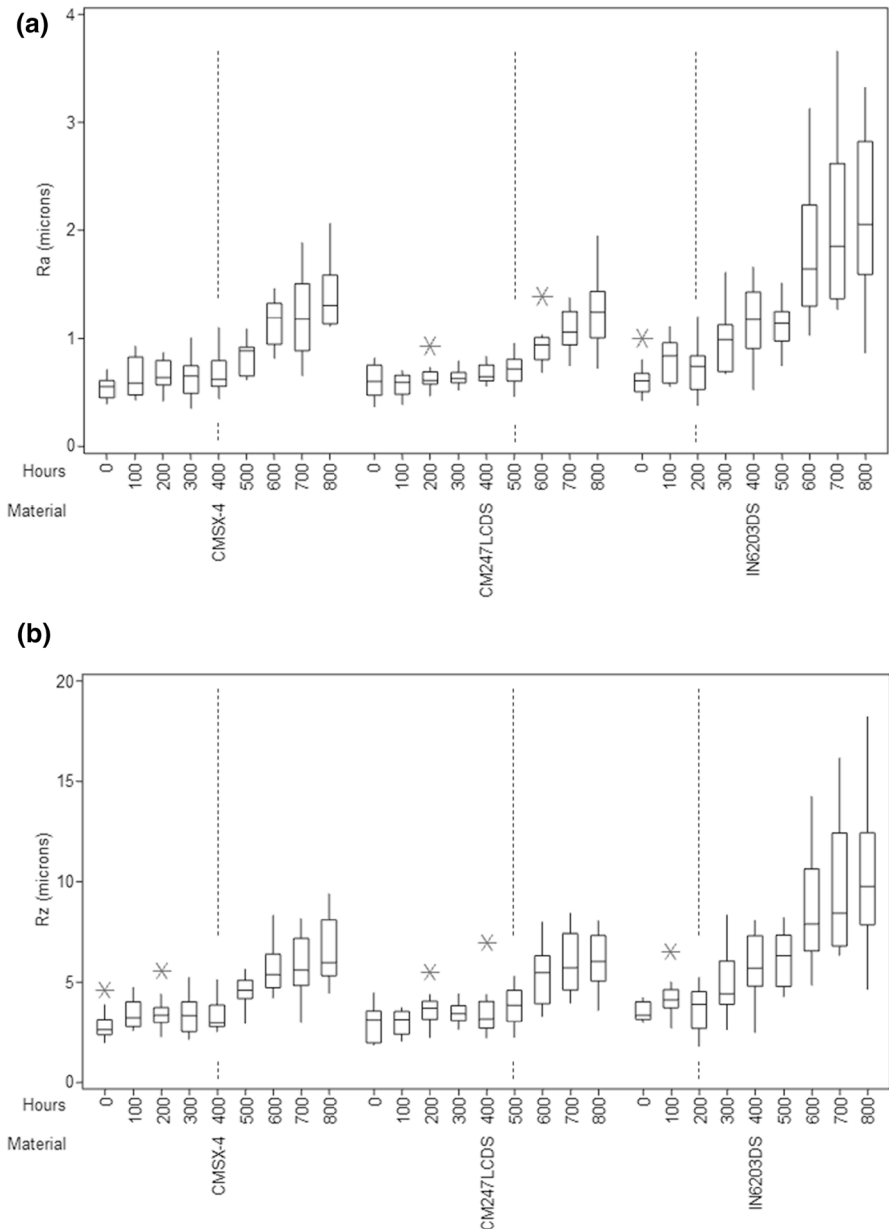 (a)
4
3
2
1
0
Ra (microns)
Hours 0 100 200 300 400 500 600 700 800 0 100 200 300 400 500 600 700 800 0 100 200 300 400 500 600 700 800
Material CMSX-4 CM247LCDS IN6203DS
(b)
20
15
10
5
0
Rz (microns)
Hours 0 100 200 300 400 500 600 700 800 0 100 200 300 400 500 600 700 800 0 100 200 300 400 500 600 700 800
Material CMSX-4 CM247LCDS IN6203DS